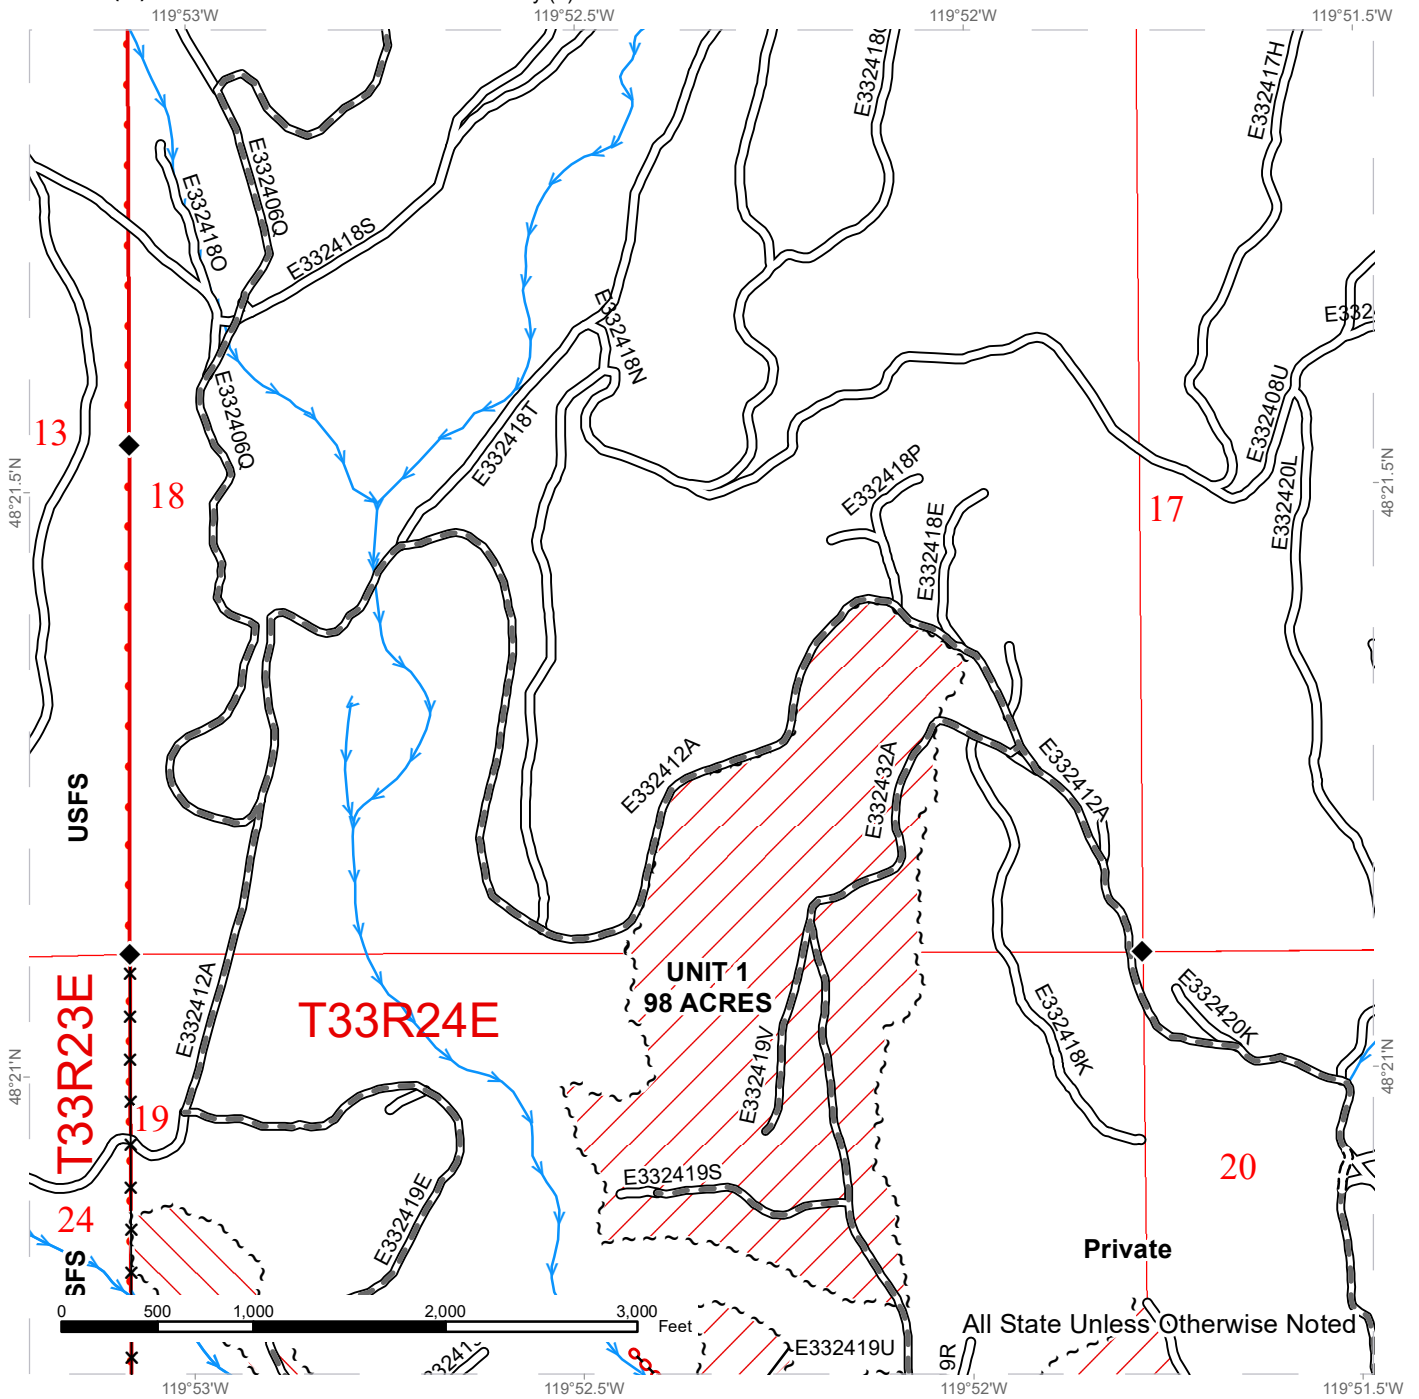 119°53'W
119°52.5'W
119°52'W
119°51.5'W
E332418O
E332406Q
E332418S
E332417H
E332418N
E332408U
E332406Q
E332418T
13
18
17
48°21.5'N
48°21.5'N
E332418P
E332418E
E332420L
USFS
E332412A
E332432A
E332412A
T33R23E
E332412A
T33R24E
UNIT 1
98 ACRES
E332419V
E332418K
E332420K
48°21'N
48°21'N
19
20
24
E332419S
E332419E
Private
SFS
0 500 1,000 2,000 3,000
Feet
All State Unless Otherwise Noted
E332419U
9R
119°53'W
119°52.5'W
119°52'W
119°51.5'W